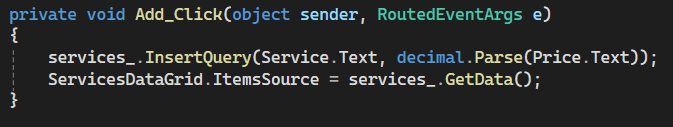 private void Add_Click(object sender, RoutedEventArgs e)
{
    services_.InsertQuery(Service.Text, decimal.Parse(Price.Text));
    ServicesDataGrid.ItemsSource = services_.GetData();
}